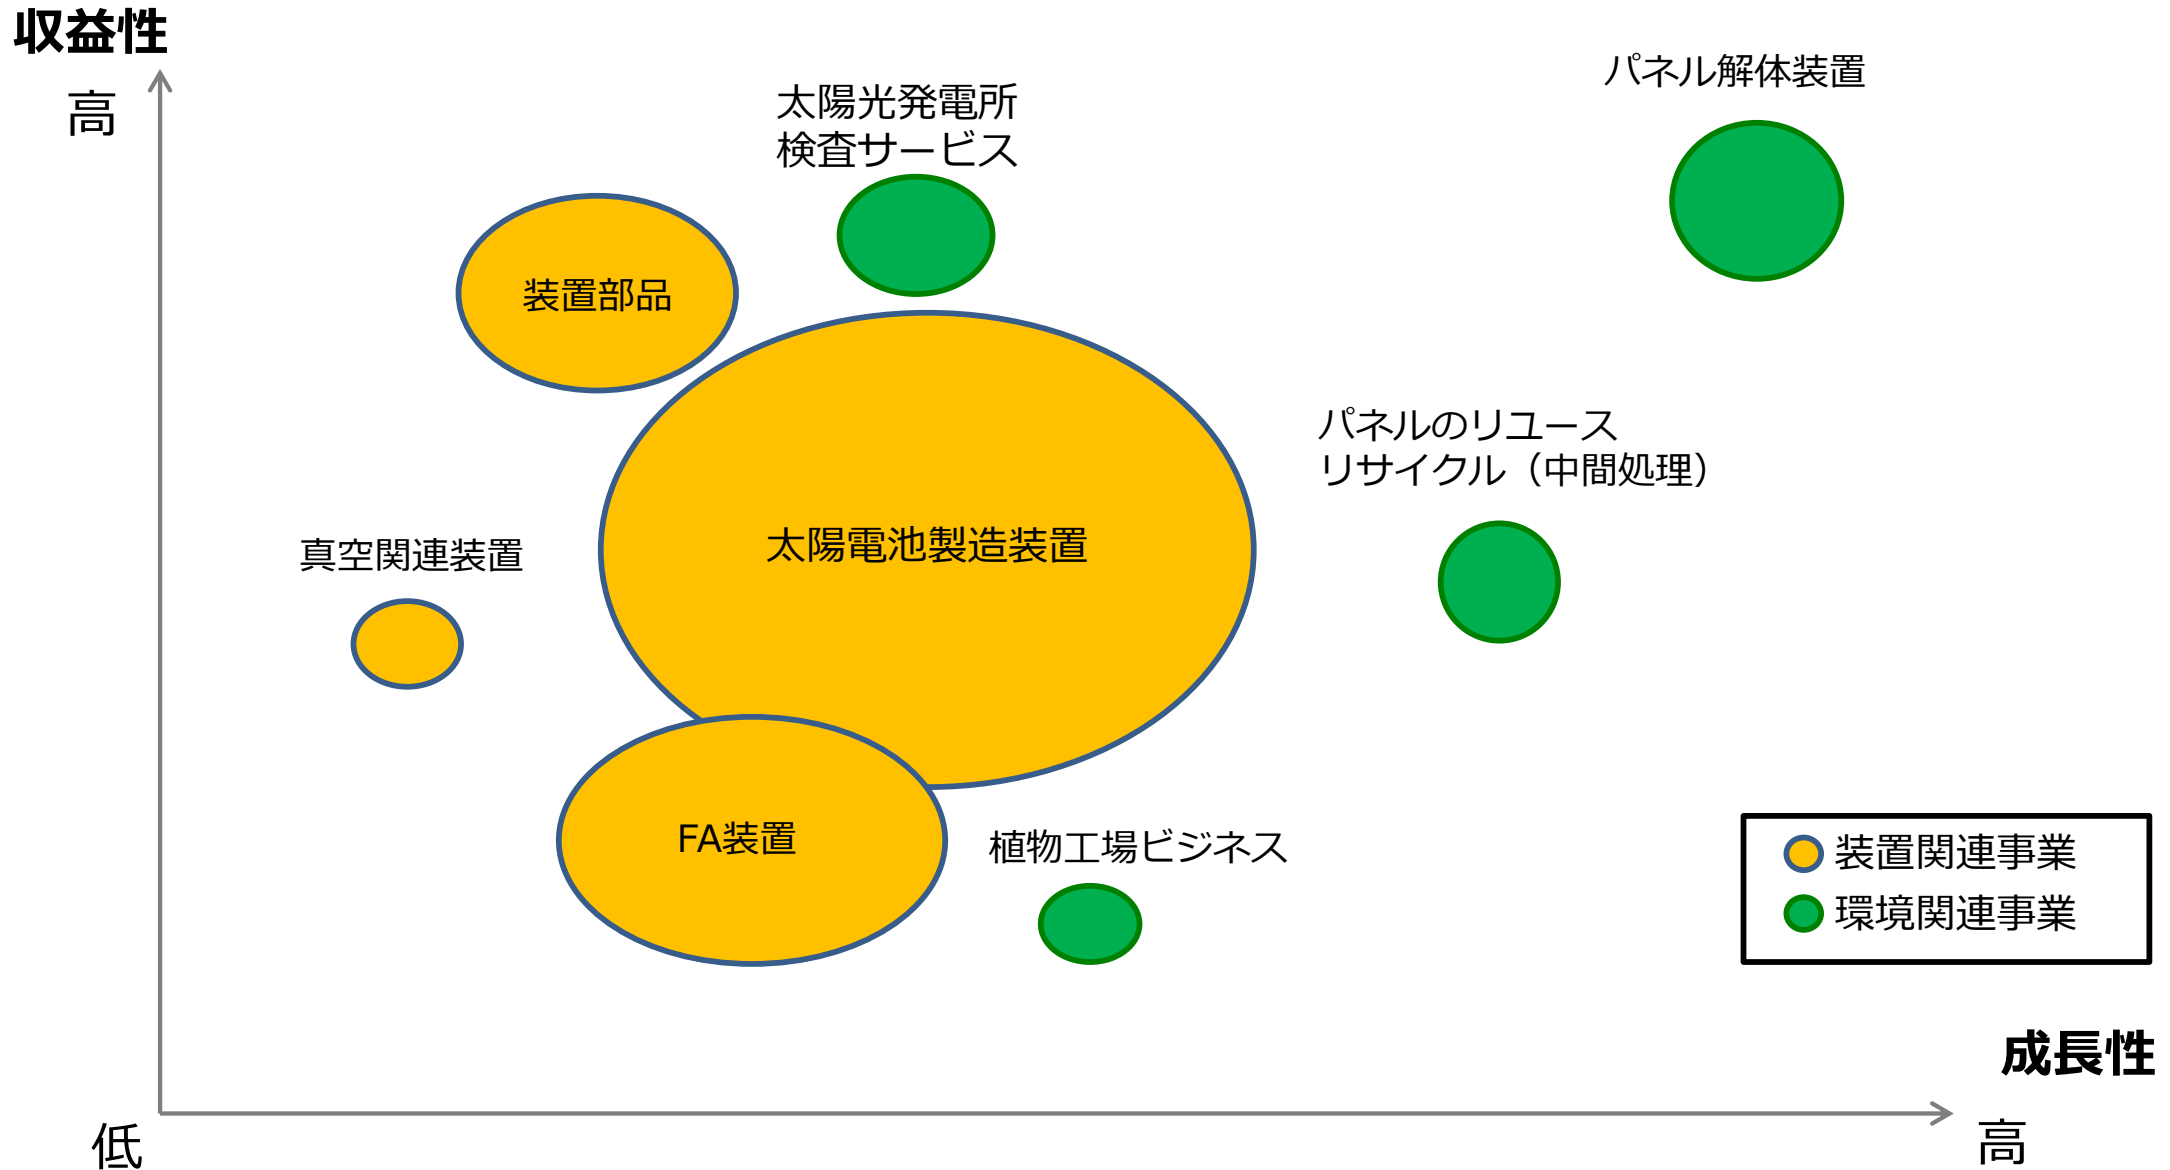 収益性
高
太陽光発電所
検査サービス
パネル解体装置
装置部品
パネルのリユース
リサイクル（中間処理）
太陽電池製造装置
真空関連装置
FA装置
植物工場ビジネス
装置関連事業
環境関連事業
成長性
低
高